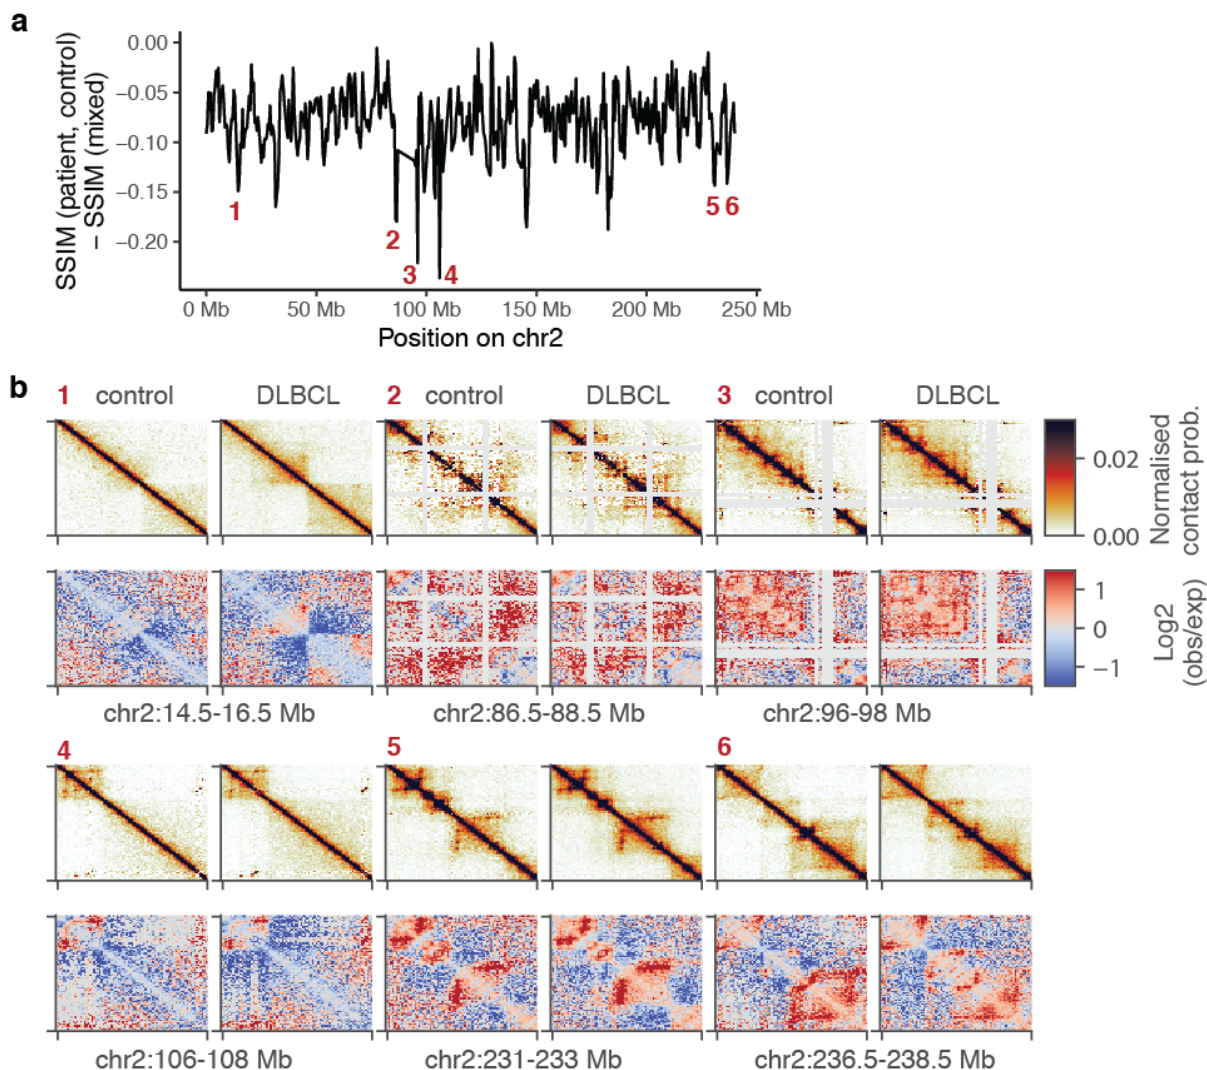 a
SSIM (patient, control)
– SSIM (mixed)
0.00
−0.05
−0.10
−0.15
−0.20
1
2
3
4
5 6
0 Mb 50 Mb 100 Mb 150 Mb 200 Mb 250 Mb
Position on chr2
b
1 control DLBCL 2 control DLBCL 3 control DLBCL
0.02
0.00
Normalised
contact prob.
1
0
−1
Log2
(obs/exp)
chr2:14.5-16.5 Mb chr2:86.5-88.5 Mb chr2:96-98 Mb
4 5 6
chr2:106-108 Mb chr2:231-233 Mb chr2:236.5-238.5 Mb